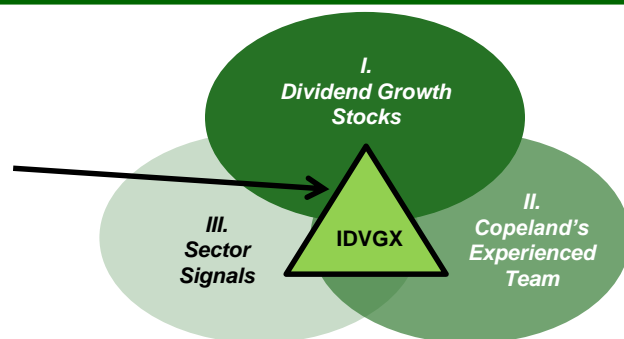 I.
Dividend Growth
Stocks
II.
Copeland's
Experienced
Team
III.
Sector
Signals
IDVGX